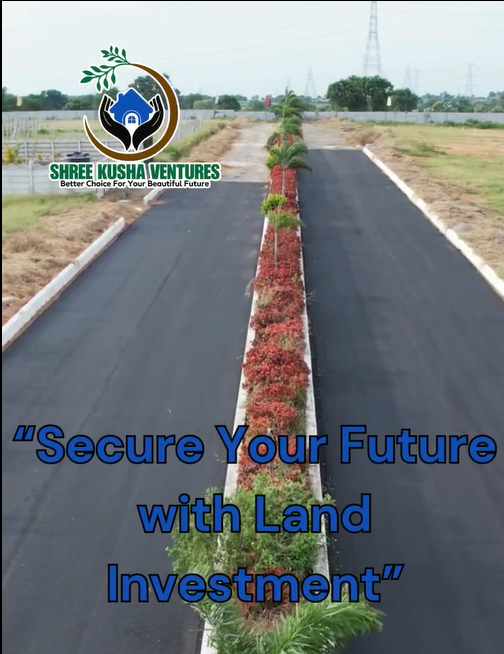 SHREE KUSHA VENTURES
Better Choice For Your Beautiful Future
“Secure Your Future
with Land
Investment”